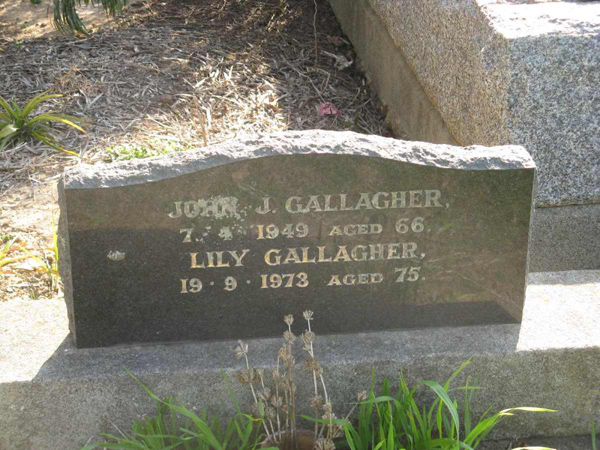 JOHN J. GALLAGHER,
7 · 4 · 1949 AGED 66.
LILY GALLAGHER,
19 · 9 · 1973 AGED 75.